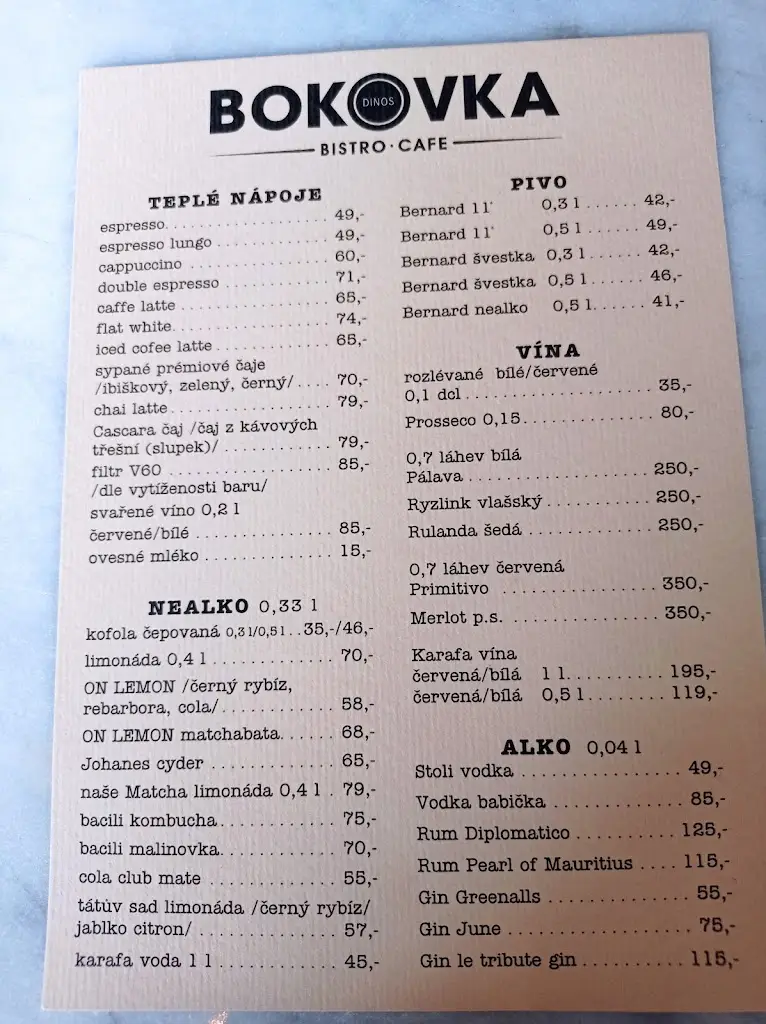 BOKOVKA
DINOS
BISTRO·CAFE
TEPLÉ NÁPOJE
espresso. . . . . . . . . . . . . . . . . . . 49,-
espresso lungo . . . . . . . . . . . . . 49,-
cappuccino . . . . . . . . . . . . . . . . 60,-
double espresso . . . . . . . . . . . . 71,-
caffe latte . . . . . . . . . . . . . . . . . 65,-
flat white. . . . . . . . . . . . . . . . . . 74,-
iced cofee latte . . . . . . . . . . . . . 65,-
sypané prémiové čaje
/ibiškový, zelený, černý/ . . . . 70,-
chai latte . . . . . . . . . . . . . . . . . . 79,-
Cascara čaj /čaj z kávových
třešní (slupek)/ . . . . . . . . . . . . 79,-
filtr V60 . . . . . . . . . . . . . . . . . . 85,-
/dle vytíženosti baru/
svařené víno 0,2 l
červené/bílé . . . . . . . . . . . . . . . 85,-
ovesné mléko . . . . . . . . . . . . . . 15,-
NEALKO 0,33 l
kofola čepovaná 0,3 l/0,5 l . . 35,-/46,-
limonáda 0,4 l . . . . . . . . . . . . . 70,-
ON LEMON /černý rybíz,
rebarbora, cola/ . . . . . . . . . . . . 58,-
ON LEMON matchabata. . . . . . 68,-
Johanes cyder . . . . . . . . . . . . . 65,-
naše Matcha limonáda 0,4 l . 79,-
bacili kombucha . . . . . . . . . . . . 75,-
bacili malinovka. . . . . . . . . . . . 70,-
cola club mate . . . . . . . . . . . . . 55,-
tátův sad limonáda /černý rybíz/
jablko citron/ . . . . . . . . . . . . . . 57,-
karafa voda 1 l . . . . . . . . . . . . 45,-
PIVO
Bernard 11° 0,3 l . . . . . . 42,-
Bernard 11° 0,5 l . . . . . . 49,-
Bernard švestka 0,3 l . . . . . 42,-
Bernard švestka 0,5 l . . . . . . 46,-
Bernard nealko 0,5 l. . . . . . 41,-
VÍNA
rozlévané bílé/červené
0,1 dcl . . . . . . . . . . . . . . . . . . . . 35,-
Prosseco 0,15. . . . . . . . . . . . . . 80,-
0,7 láhev bílá
Pálava . . . . . . . . . . . . . . . . . . . 250,-
Ryzlink vlašský . . . . . . . . . . . 250,-
Rulanda šedá . . . . . . . . . . . . . 250,-
0,7 láhev červená
Primitivo . . . . . . . . . . . . . . . . 350,-
Merlot p.s. . . . . . . . . . . . . . . . 350,-
Karafa vína
červená/bílá 1 l. . . . . . . . . . 195,-
červená/bílá 0,5 l . . . . . . . . 119,-
ALKO 0,04 l
Stoli vodka . . . . . . . . . . . . . . . . 49,-
Vodka babička . . . . . . . . . . . . . 85,-
Rum Diplomatico . . . . . . . . . . 125,-
Rum Pearl of Mauritius . . . . 115,-
Gin Greenalls . . . . . . . . . . . . . . 55,-
Gin June . . . . . . . . . . . . . . . . . . 75,-
Gin le tribute gin . . . . . . . . . . 115,-